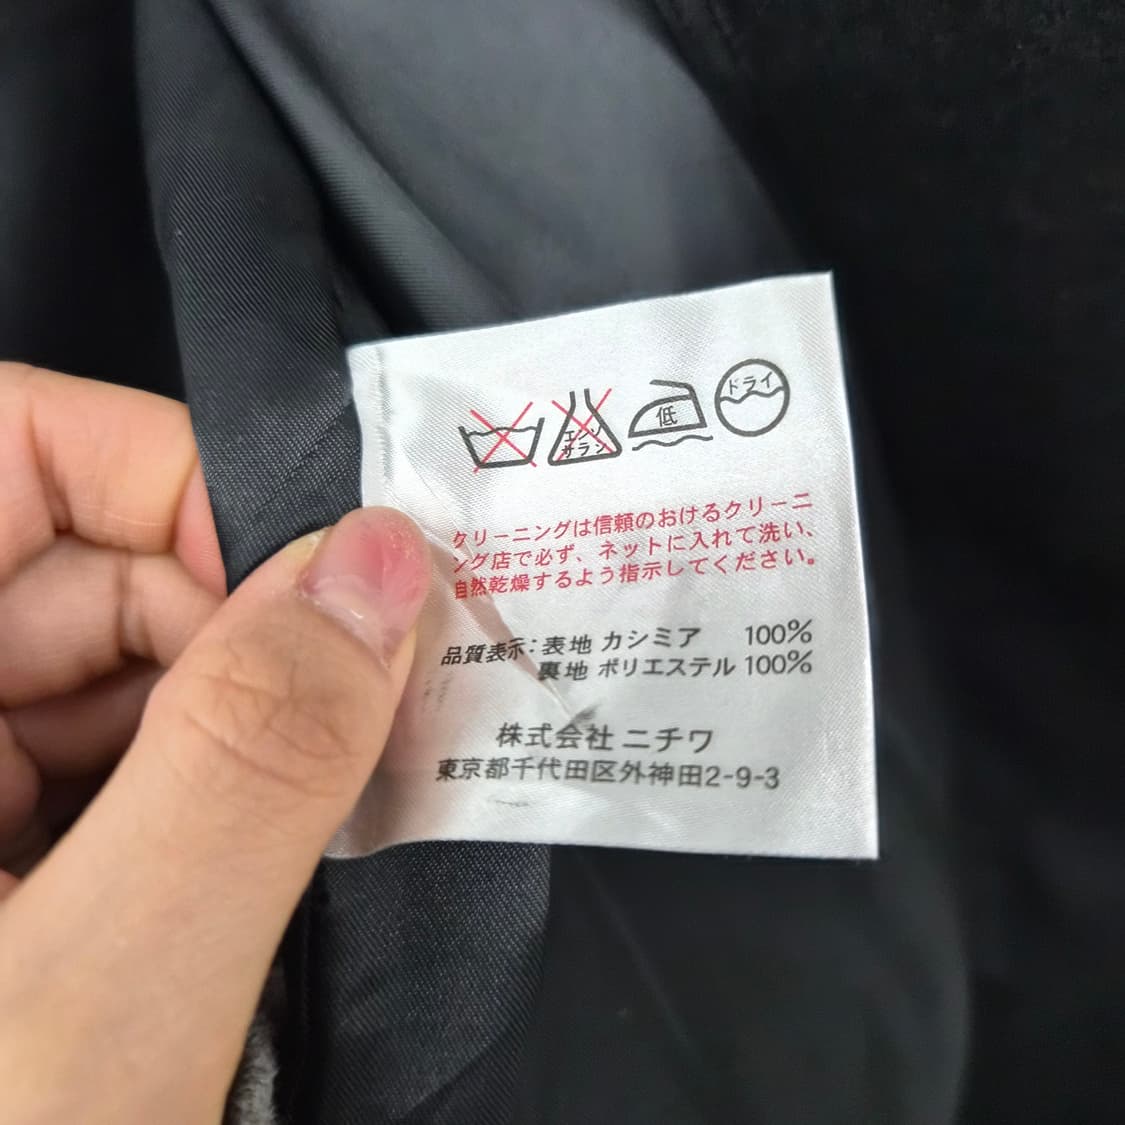 エンソ
サラシ
低
ドライ
クリーニングは信頼のおけるクリーニ
ング店で必ず、ネットに入れて洗い、
自然乾燥するよう指示してください。
品質表示：表地 カシミア 100%
裏地 ポリエステル 100%
株式会社 ニチワ
東京都千代田区外神田2-9-3